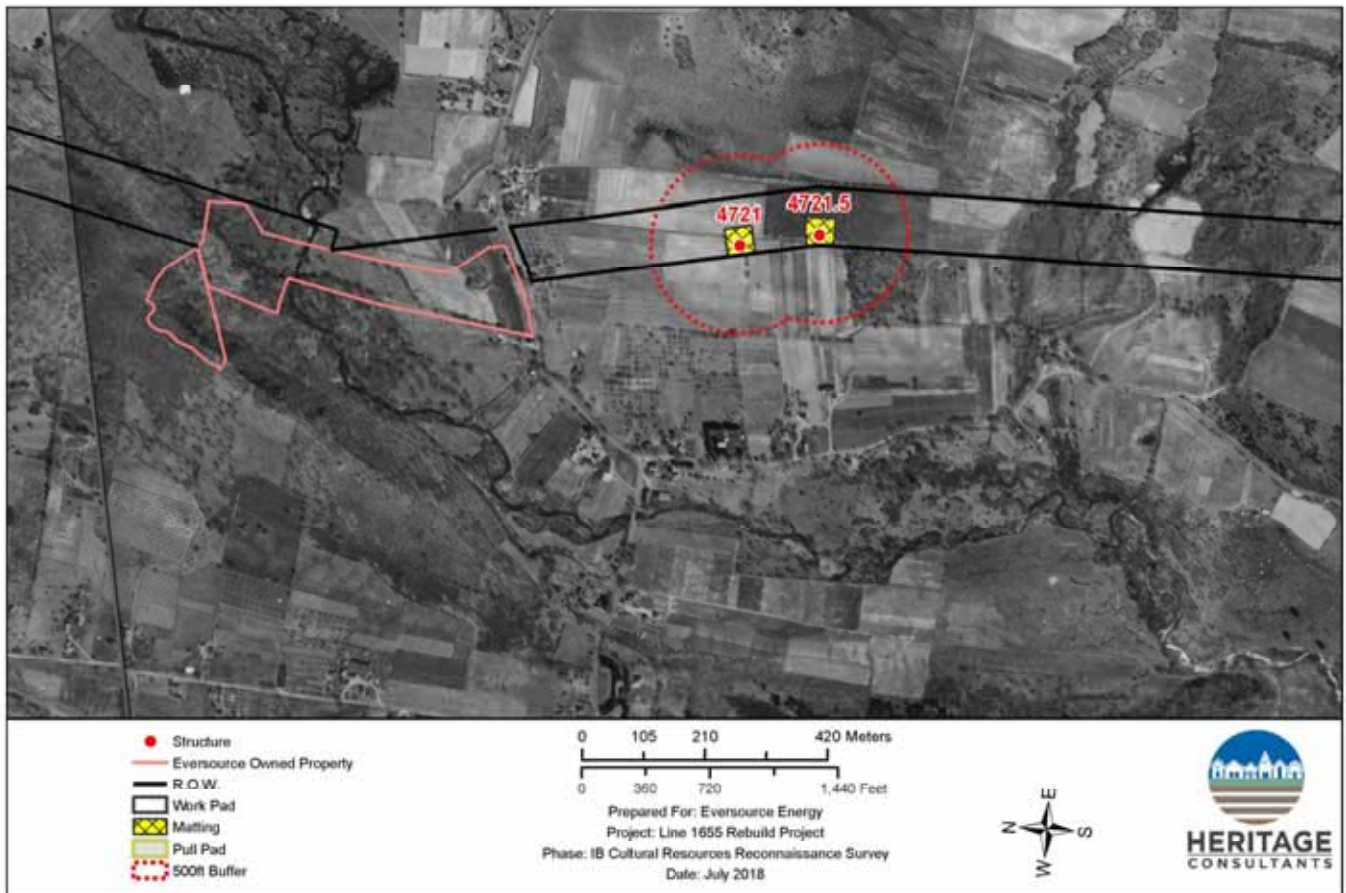 4721
4721.5
Structure
Eversource Owned Property
R.O.W.
Work Pad
Matting
Pull Pad
500ft Buffer
0 105 210 420 Meters
0 360 720 1,440 Feet
Prepared For: Eversource Energy
Project: Line 1655 Rebuild Project
Phase: IB Cultural Resources Reconnaissance Survey
Date: July 2018
E
N S
W
HERITAGE
CONSULTANTS